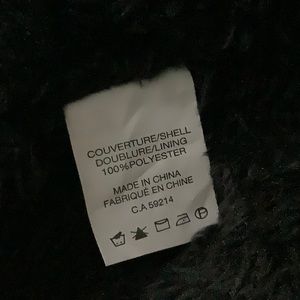 COUVERTURE/SHELL
DOUBLURE/LINING
100%POLYESTER
MADE IN CHINA
FABRIQUÉ EN CHINE
C.A 59214